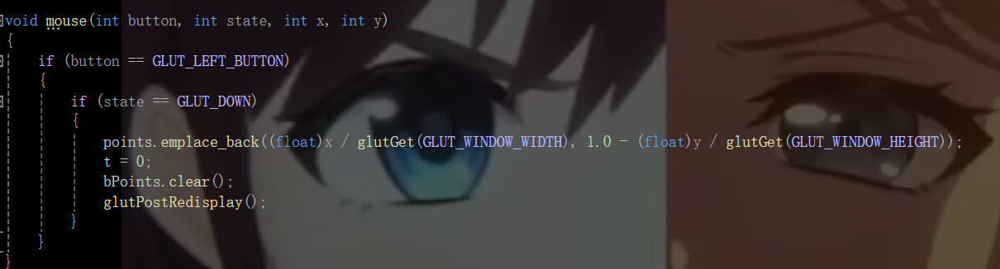 void mouse(int button, int state, int x, int y)
{
if (button == GLUT_LEFT_BUTTON)
{
if (state == GLUT_DOWN)
{
points.emplace_back((float)x / glutGet(GLUT_WINDOW_WIDTH), 1.0 - (float)y / glutGet(GLUT_WINDOW_HEIGHT));
t = 0;
bPoints.clear();
glutPostRedisplay();
}
}
}